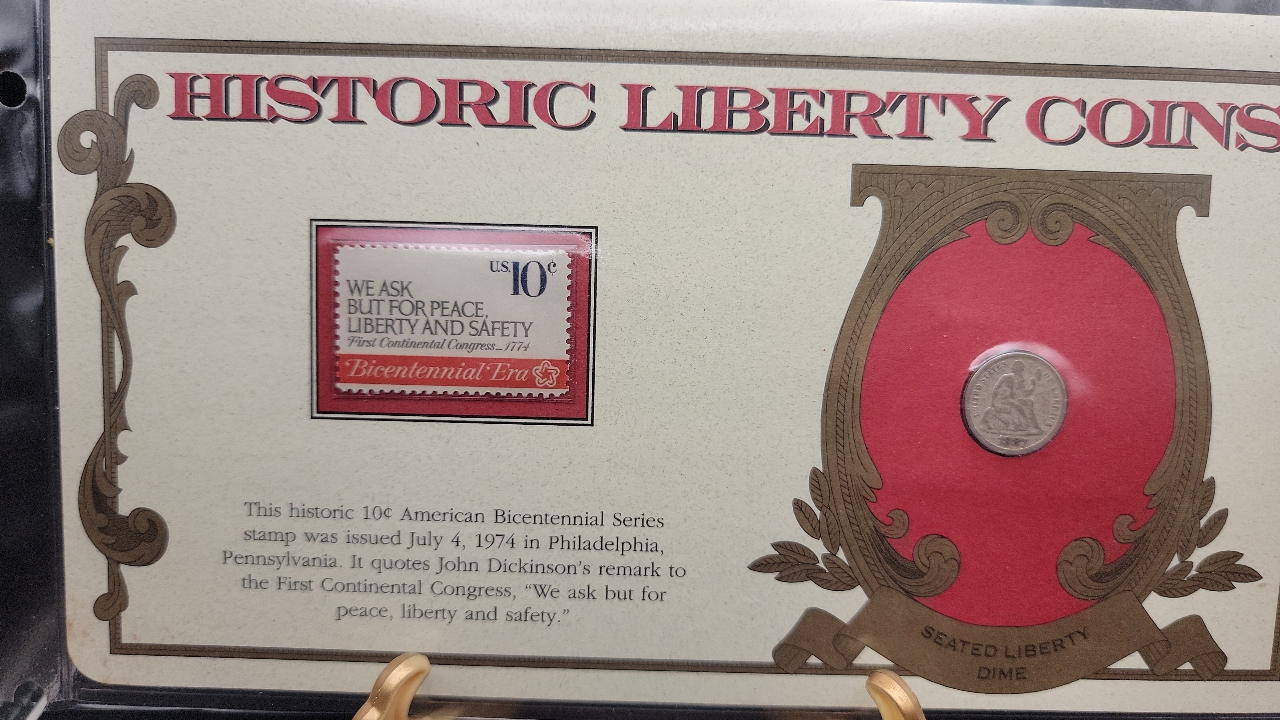 HISTORIC LIBERTY COINS
U.S. 10¢
WE ASK
BUT FOR PEACE,
LIBERTY AND SAFETY
First Continental Congress_1774
Bicentennial Era
This historic 10¢ American Bicentennial Series
stamp was issued July 4, 1974 in Philadelphia,
Pennsylvania. It quotes John Dickinson's remark to
the First Continental Congress, "We ask but for
peace, liberty and safety."
SEATED LIBERTY
DIME